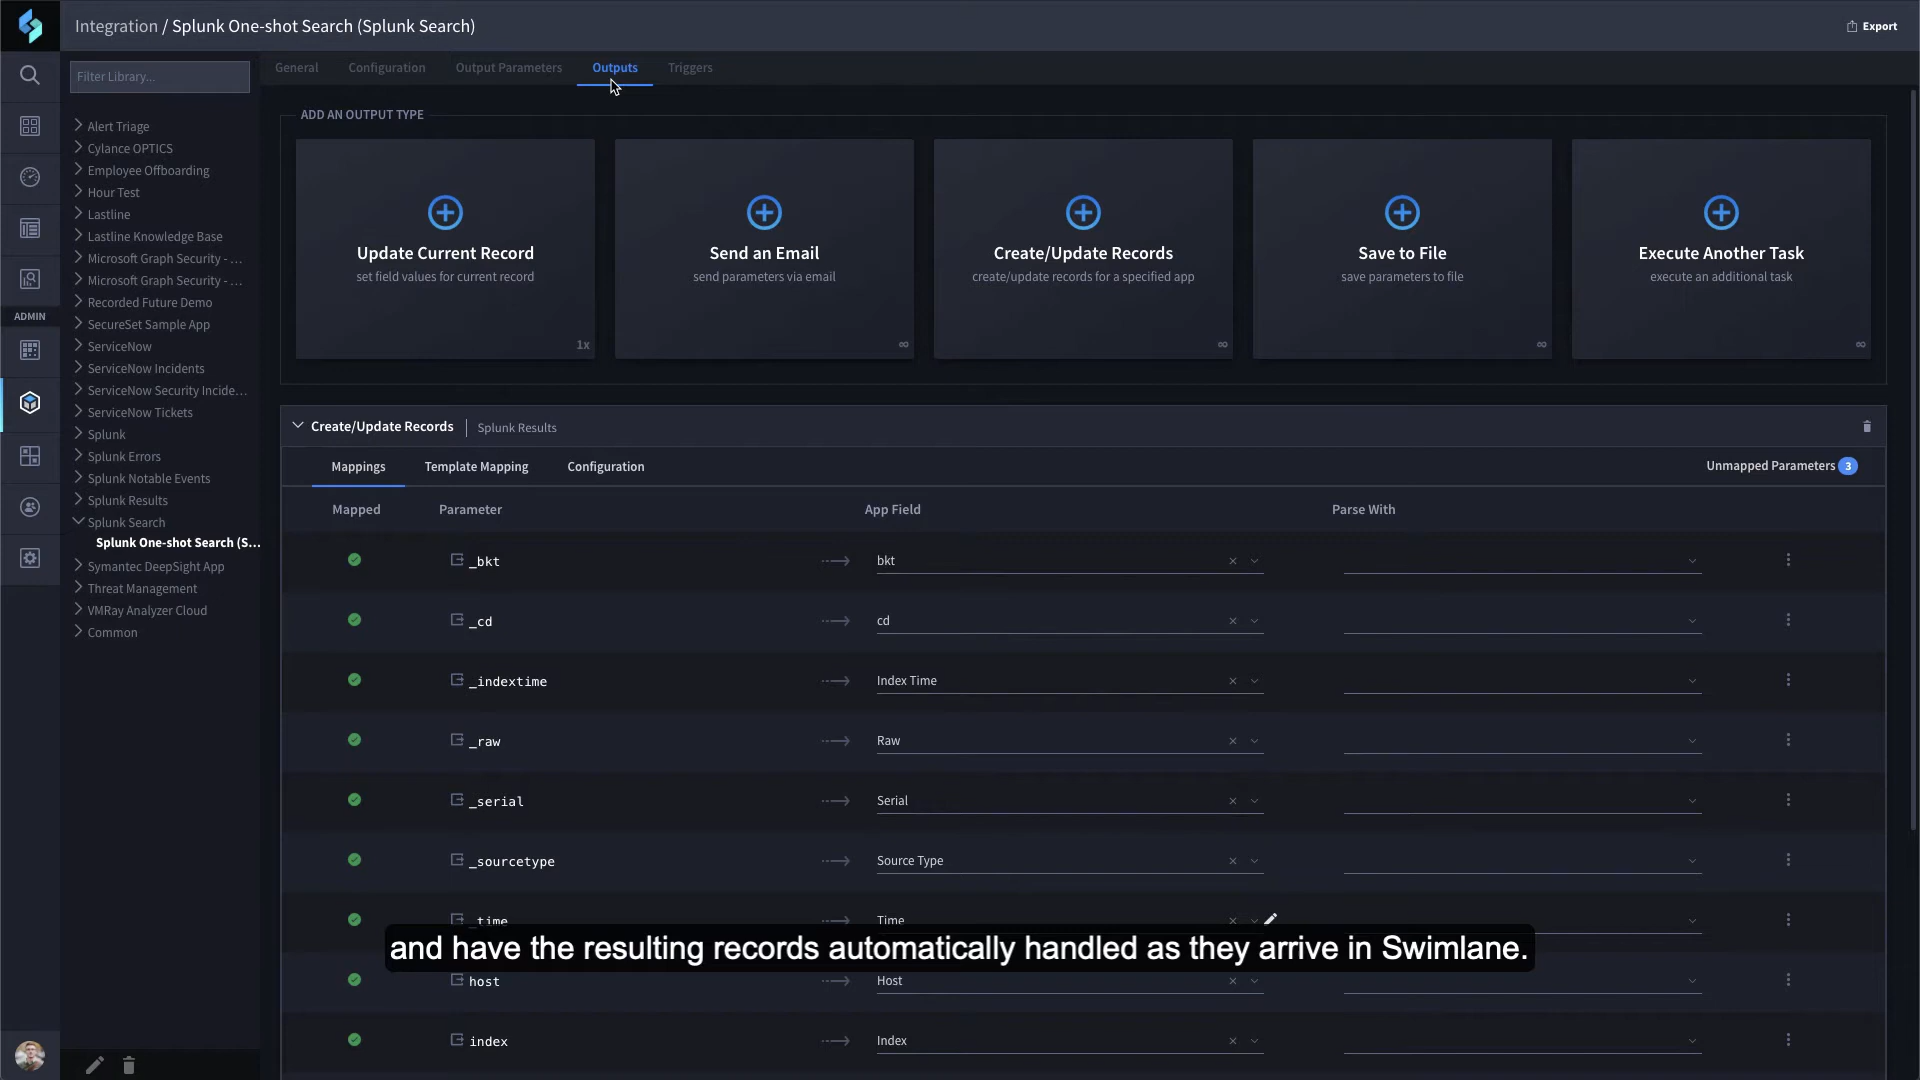 Integration / Splunk One-shot Search (Splunk Search)
Export
Filter Library...
General
Configuration
Output Parameters
Outputs
Triggers
Alert Triage
Cylance OPTICS
Employee Offboarding
Hour Test
Lastline
Lastline Knowledge Base
Microsoft Graph Security - ...
Microsoft Graph Security - ...
Recorded Future Demo
SecureSet Sample App
ServiceNow
ServiceNow Incidents
ServiceNow Security Incide...
ServiceNow Tickets
Splunk
Splunk Errors
Splunk Notable Events
Splunk Results
Splunk Search
Splunk One-shot Search (S...
Symantec DeepSight App
Threat Management
VMRay Analyzer Cloud
Common
ADMIN
ADD AN OUTPUT TYPE
Update Current Record
set field values for current record
1x
Send an Email
send parameters via email
∞
Create/Update Records
create/update records for a specified app
∞
Save to File
save parameters to file
∞
Execute Another Task
execute an additional task
∞
Create/Update Records | Splunk Results
Mappings
Template Mapping
Configuration
Unmapped Parameters 3
Mapped
Parameter
App Field
Parse With
_bkt
bkt
_cd
cd
_indextime
Index Time
_raw
Raw
_serial
Serial
_sourcetype
Source Type
_time
Time
and have the resulting records automatically handled as they arrive in Swimlane.
host
Host
index
Index